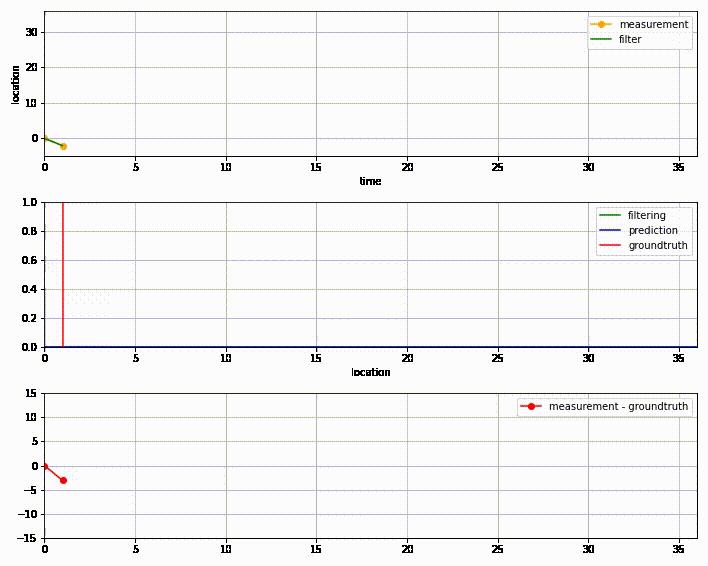 measurement
filter
30
20
10
0
location
0 5 10 15 20 25 30 35
time
filtering
prediction
groundtruth
1.0
0.8
0.6
0.4
0.2
0.0
0 5 10 15 20 25 30 35
location
measurement - groundtruth
15
10
5
0
−5
−10
−15
0 5 10 15 20 25 30 35